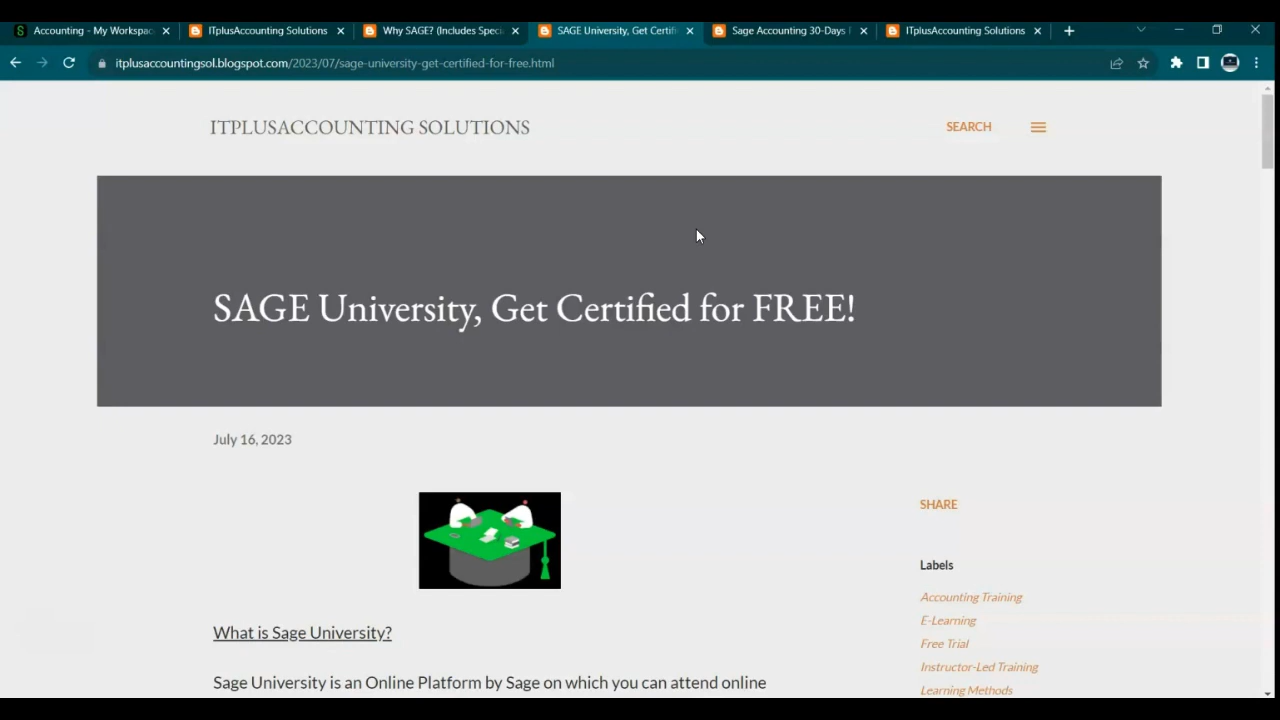 Accounting - My Workspac
ITplusAccounting Solutions
Why SAGE? (Includes Speci
SAGE University, Get Certifi
Sage Accounting 30-Days F
ITplusAccounting Solutions
itplusaccountingsol.blogspot.com/2023/07/sage-university-get-certified-for-free.html
ITPLUSACCOUNTING SOLUTIONS
SEARCH
SAGE University, Get Certified for FREE!
July 16, 2023
SHARE
Labels
Accounting Training
E-Learning
Free Trial
Instructor-Led Training
Learning Methods
What is Sage University?
Sage University is an Online Platform by Sage on which you can attend online